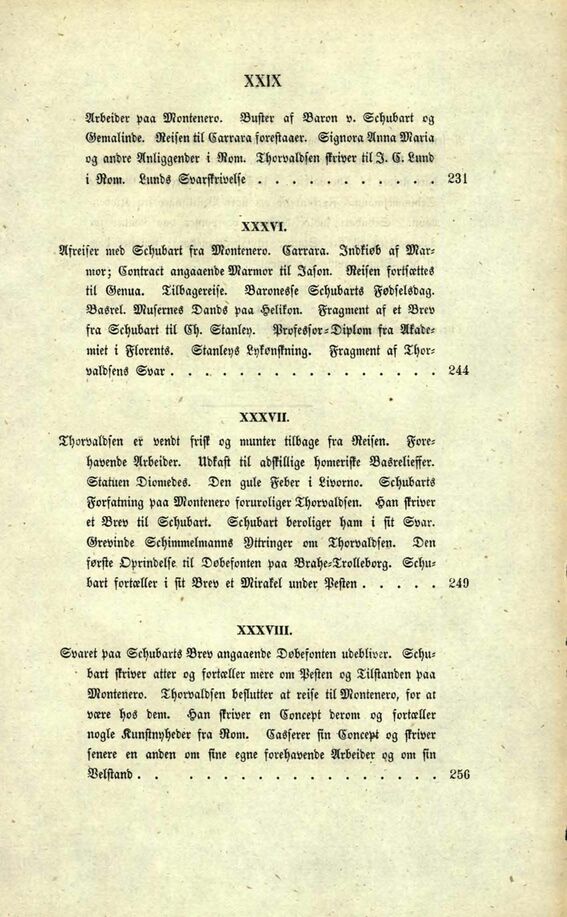 XXIX
Arbeider paa Montenero. Buster af Baron v. Schubart og
Gemalinde. Reisen til Carrara forestaaer. Signora Anna Maria
og andre Anliggender i Rom. Thorvaldsen skriver til J. C. Lund
i Rom. Lunds Svarskrivelse . . . . . . . . . . 231
XXXVI.
Afreiser med Schubart fra Montenero. Carrara. Indkiøb af Mar-
mor; Contract angaaende Marmor til Jason. Reisen fortsættes
til Genua. Tilbagereise. Baronesse Schubarts Fødselsdag.
Basrel. Musernes Dands paa Helikon. Fragment af et Brev
fra Schubart til Ch. Stanley. Professor-Diplom fra Akade-
miet i Florents. Stanleys Lykonskning. Fragment af Thor-
valdsens Svar . . . . . . . . . . . . . . 244
XXXVII.
Thorvaldsen er vendt frisk og munter tilbage fra Reisen. Fore-
havende Arbeider. Udkast til adskillige homeriske Basrelieffer.
Statuen Diomedes. Den gule Feber i Livorno. Schubarts
Forfatning paa Montenero foruroliger Thorvaldsen. Han skriver
et Brev til Schubart. Schubart beroliger ham i sit Svar.
Grevinde Schimmelmanns Yttringer om Thorvaldsen. Den
første Oprindelse til Døbefonten paa Brahe-Trolleborg. Schu-
bart fortæller i sit Brev et Mirakel under Pesten . . . . . 249
XXXVIII.
Svaret paa Schubarts Brev angaaende Døbefonten udebliver. Schu-
bart skriver atter og fortæller mere om Pesten og Tilstanden paa
Montenero. Thorvaldsen beslutter at reise til Montenero, for at
være hos dem. Han skriver en Concept derom og fortæller
nogle Kunstnyheder fra Rom. Casserer sin Concept og skriver
senere en anden om sine egne forehavende Arbeider og om sin
Velstand . . . . . . . . . . . . . . . . 256